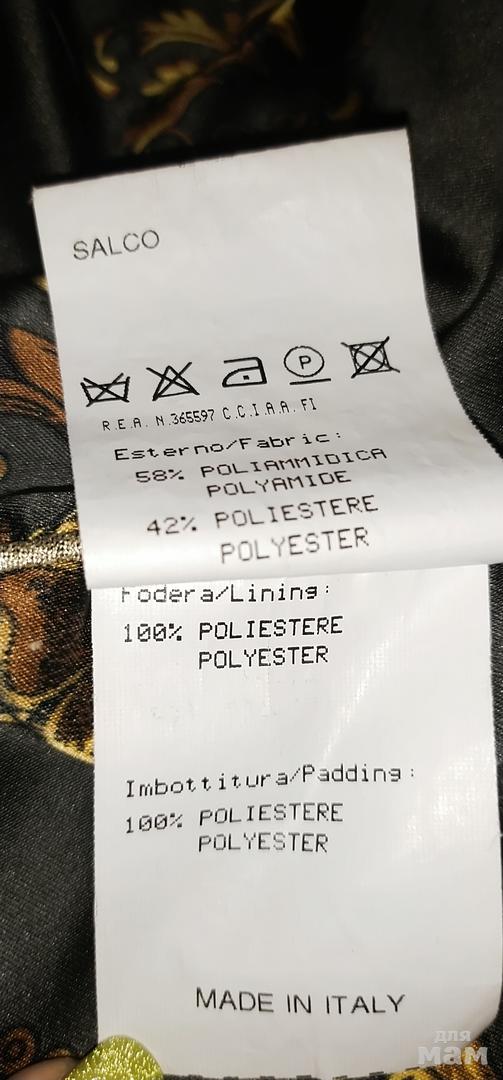 SALCO
P
R.E.A. N.365597 C.C.I.A.A. FI
Esterno/Fabric:
58% POLIAMMIDICA
POLYAMIDE
42% POLIESTERE
POLYESTER
Fodera/Lining:
100% POLIESTERE
POLYESTER
Imbottitura/Padding:
100% POLIESTERE
POLYESTER
MADE IN ITALY
для
мам